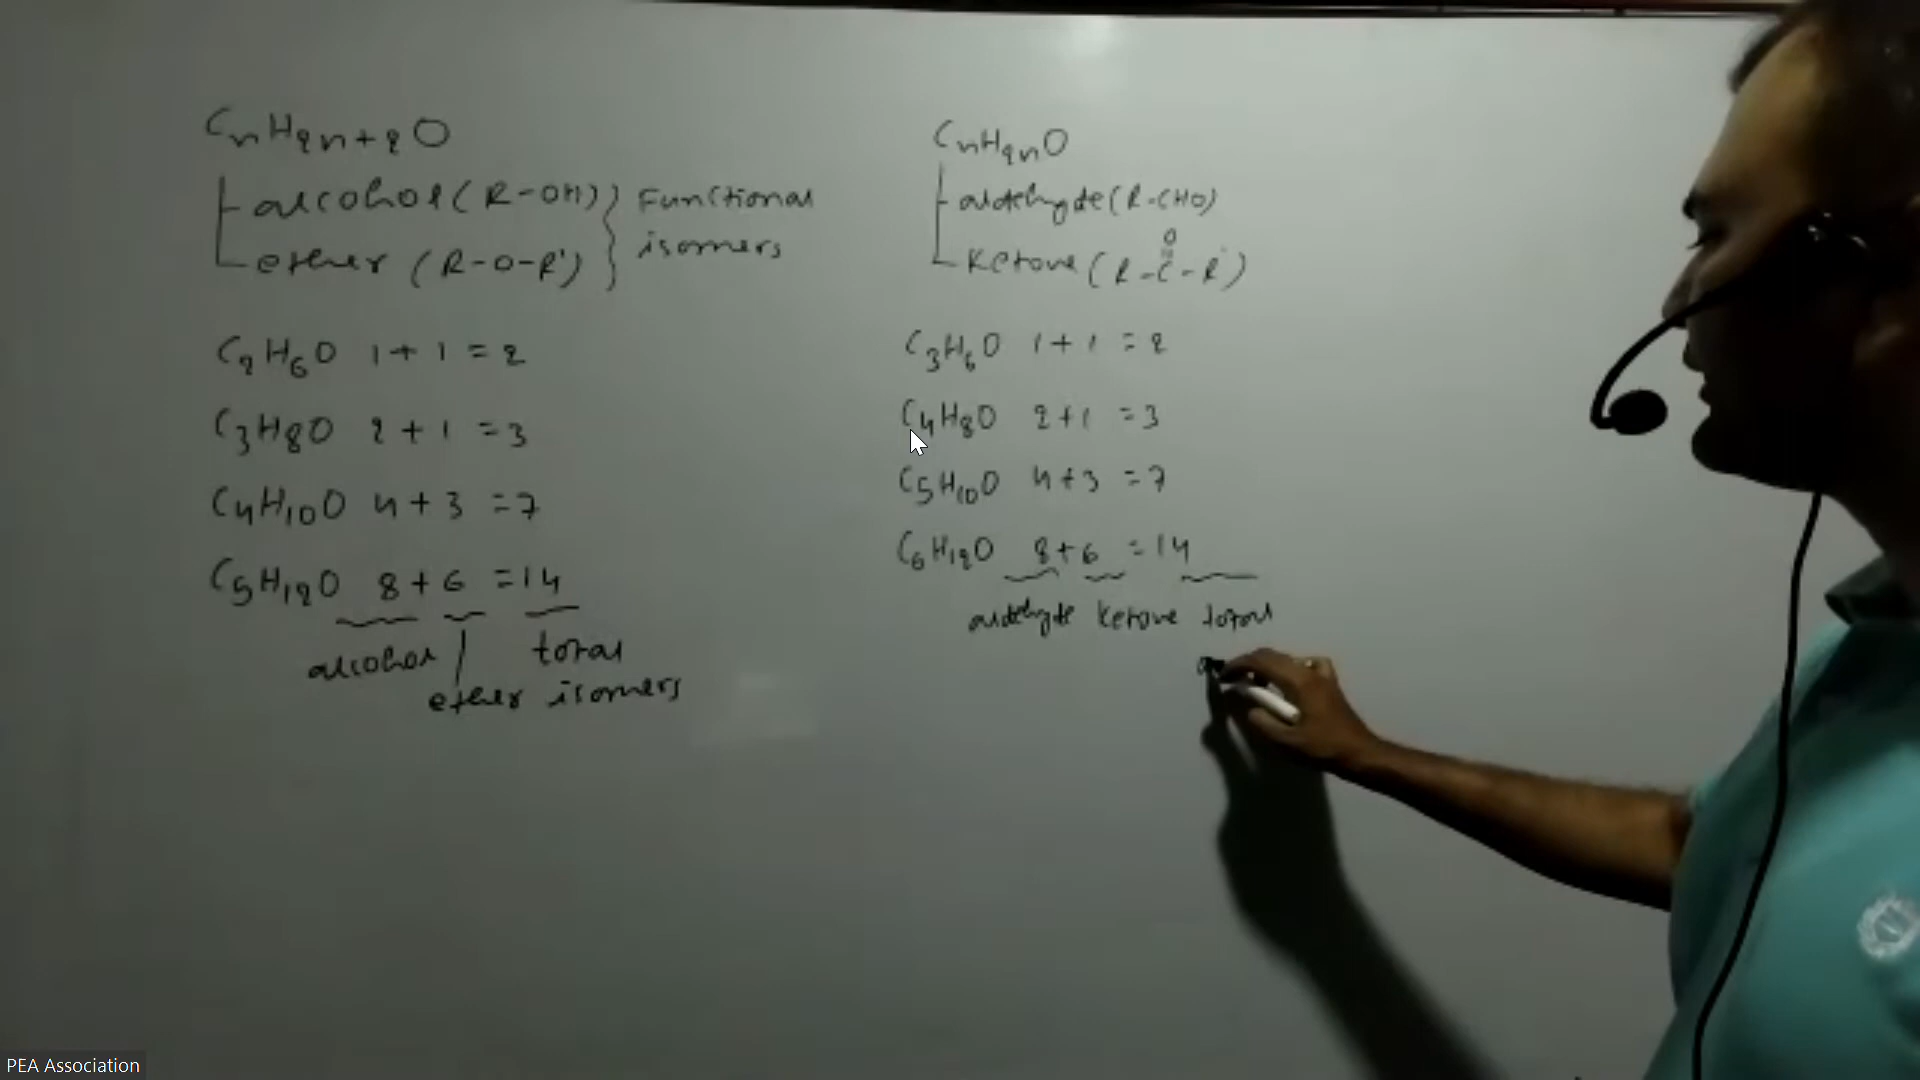 CnH2n+2O
alcohol (R-OH)
ether (R-O-R')
Functional
isomers
C2H6O 1 + 1 = 2
C3H8O 2 + 1 = 3
C4H10O 4 + 3 = 7
C5H12O 8 + 6 = 14
alcohol total
ether isomers
CnH2nO
aldehyde (R-CHO)
O
Ketone (R-C-R')
C3H6O 1 + 1 = 2
C4H8O 2 + 1 = 3
C5H10O 4 + 3 = 7
C6H12O 8 + 6 = 14
aldehyde ketone total
PEA Association